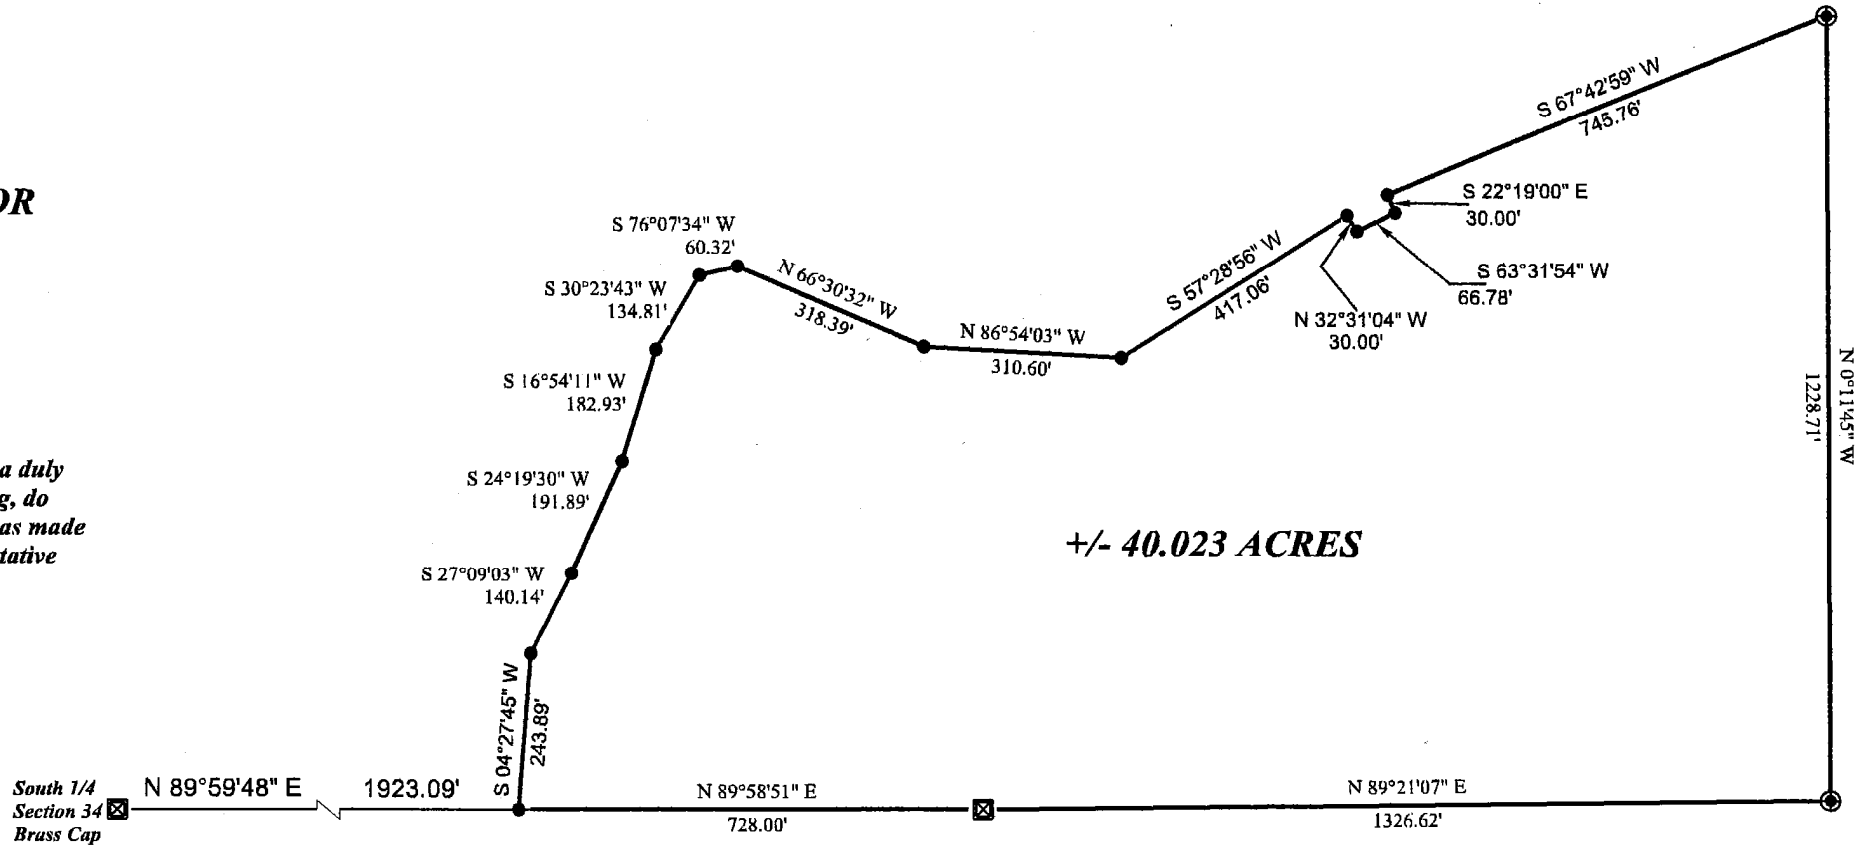 OR
a duly
g, do
as made
tative
S 67°42'59" W
745.76'
S 22°19'00" E
30.00'
S 63°31'54" W
66.78'
N 32°31'04" W
30.00'
S 57°28'56" W
417.06'
N 86°54'03" W
310.60'
N 66°30'32" W
318.39'
S 76°07'34" W
60.32'
S 30°23'43" W
134.81'
S 16°54'11" W
182.93'
S 24°19'30" W
191.89'
S 27°09'03" W
140.14'
S 04°27'45" W
243.89'
+/- 40.023 ACRES
N 0°11'45" W
1228.71'
South 1/4
Section 34
Brass Cap
N 89°59'48" E
1923.09'
N 89°58'51" E
728.00'
N 89°21'07" E
1326.62'